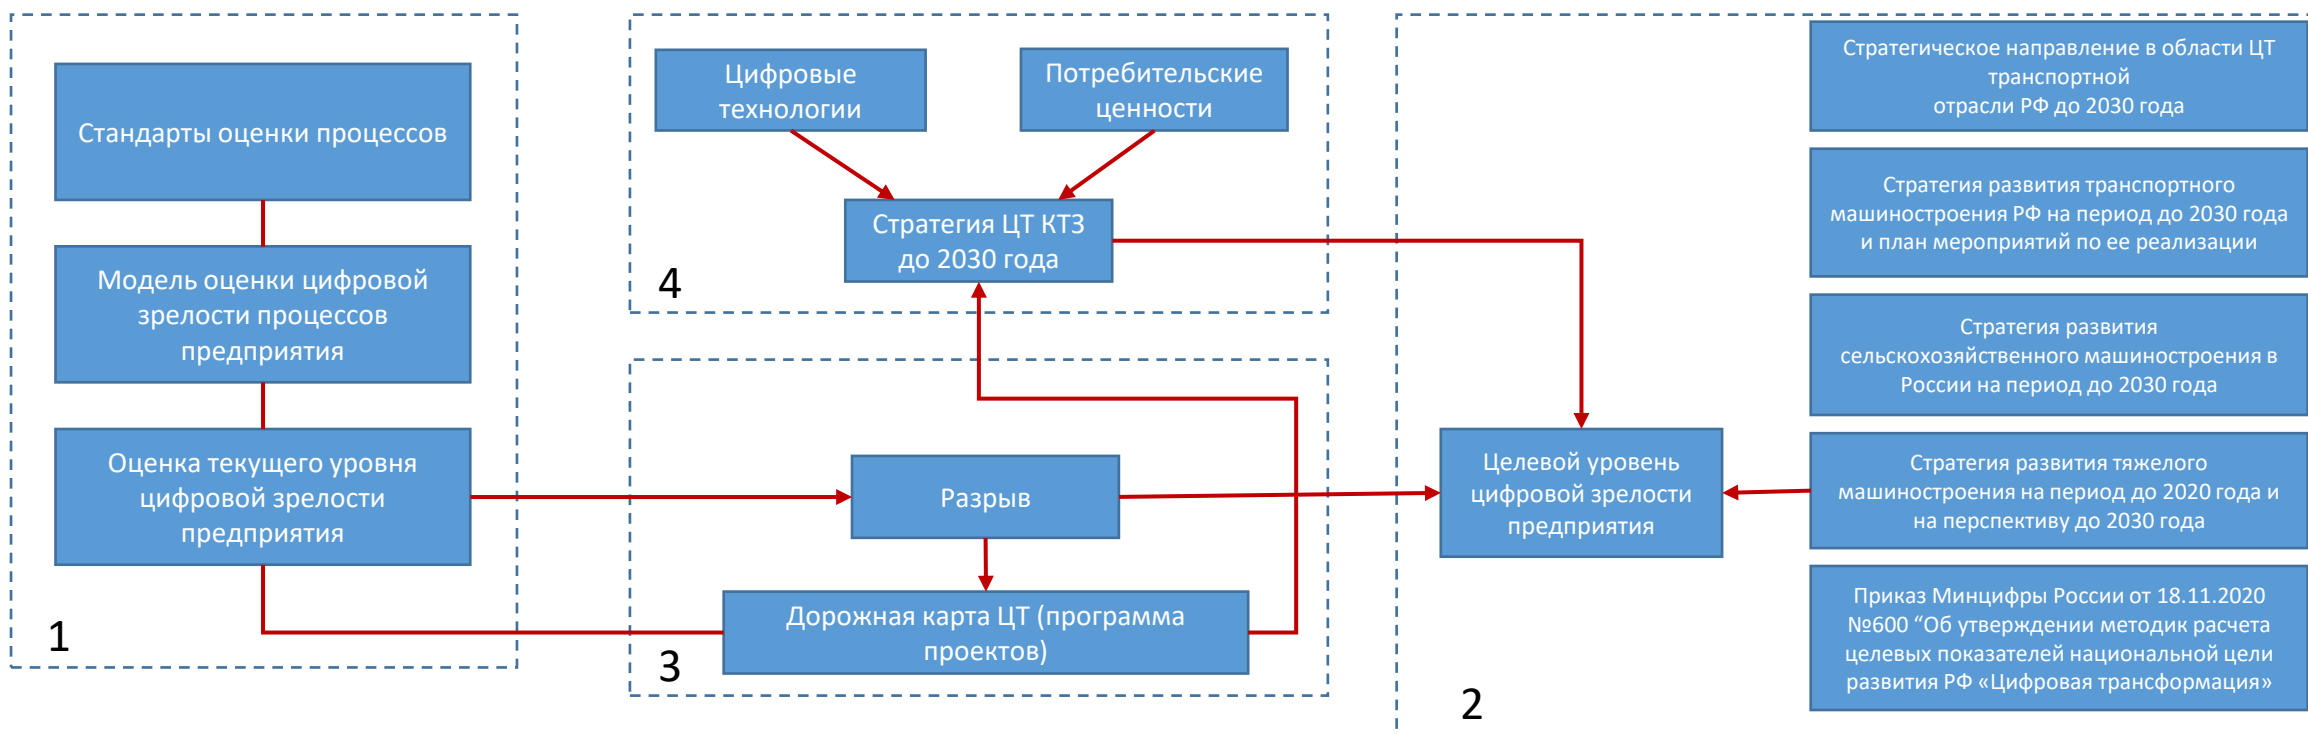 Стандарты оценки процессов
Модель оценки цифровой
зрелости процессов
предприятия
Оценка текущего уровня
цифровой зрелости
предприятия
1
Цифровые
технологии
Потребительские
ценности
Стратегия ЦТ КТЗ
до 2030 года
4
Разрыв
Дорожная карта ЦТ (программа
проектов)
3
Целевой уровень
цифровой зрелости
предприятия
2
Стратегическое направление в области ЦТ
транспортной
отрасли РФ до 2030 года
Стратегия развития транспортного
машиностроения РФ на период до 2030 года
и план мероприятий по ее реализации
Стратегия развития
сельскохозяйственного машиностроения в
России на период до 2030 года
Стратегия развития тяжелого
машиностроения на период до 2020 года и
на перспективу до 2030 года
Приказ Минцифры России от 18.11.2020
№600 “Об утверждении методик расчета
целевых показателей национальной цели
развития РФ «Цифровая трансформация»